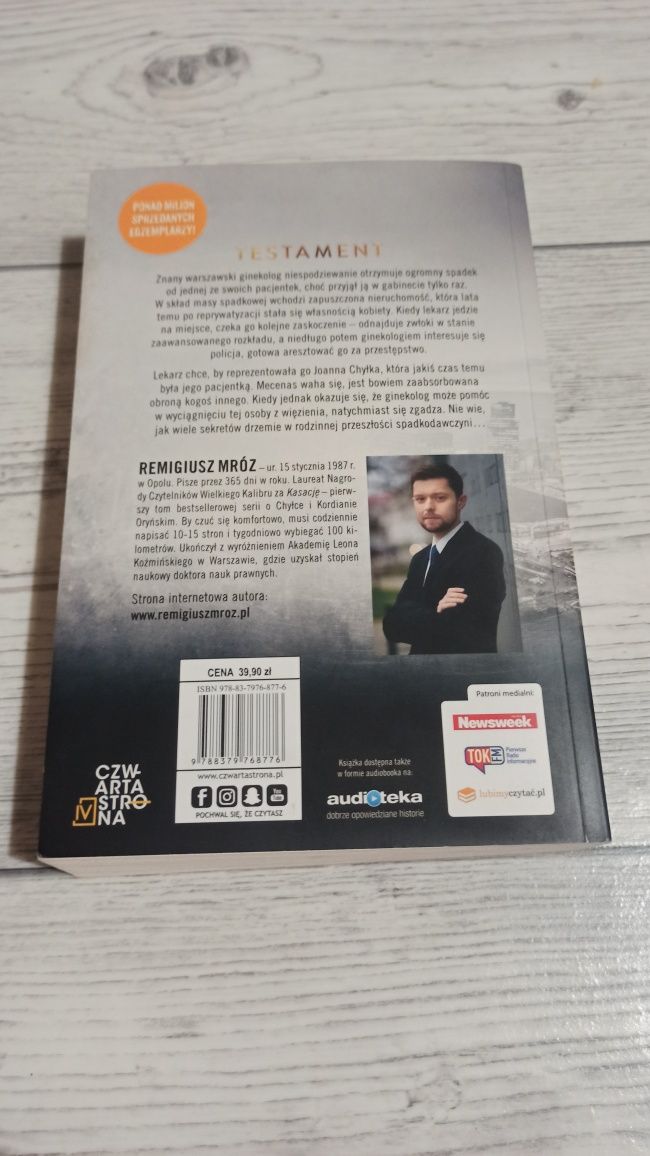 PONAD MILION
SPRZEDANYCH
EGZEMPLARZY!
TESTAMENT
Znany warszawski ginekolog niespodziewanie otrzymuje ogromny spadek
od jednej ze swoich pacjentek, choć przyjął ją w gabinecie tylko raz.
W skład masy spadkowej wchodzi zapuszczona nieruchomość, która lata
temu po reprywatyzacji stała się własnością kobiety. Kiedy lekarz jedzie
na miejsce, czeka go kolejne zaskoczenie – odnajduje zwłoki w stanie
zaawansowanego rozkładu, a niedługo potem ginekologiem interesuje się
policja, gotowa aresztować go za przestępstwo.
Lekarz chce, by reprezentowała go Joanna Chyłka, która jakiś czas temu
była jego pacjentką. Mecenas waha się, jest bowiem zaabsorbowana
obroną kogoś innego. Kiedy jednak okazuje się, że ginekolog może pomóc
w wyciągnięciu tej osoby z więzienia, natychmiast się zgadza. Nie wie,
jak wiele sekretów drzemie w rodzinnej przeszłości spadkodawczyni...
REMIGIUSZ MRÓZ – ur. 15 stycznia 1987 r.
w Opolu. Pisze przez 365 dni w roku. Laureat Nagro-
dy Czytelników Wielkiego Kalibru za Kasację – pierw-
szy tom bestsellerowej serii o Chyłce i Kordianie
Oryńskim. By czuć się komfortowo, musi codziennie
napisać 10-15 stron i tygodniowo wybiegać 100 ki-
lometrów. Ukończył z wyróżnieniem Akademię Leona
Koźmińskiego w Warszawie, gdzie uzyskał stopień
naukowy doktora nauk prawnych.
Strona internetowa autora:
www.remigiuszmroz.pl
CENA 39,90 zł
ISBN 978-83-7976-877-6
9 788379 768776
www.czwartastrona.pl
You
Tube
POCHWAL SIĘ, ŻE CZYTASZ
CZW-
ARTA
STRO-
NA
IV
Książka dostępna także
w formie audiobooka na:
audioteka
dobrze opowiedziane historie
Patroni medialni:
Newsweek
TOK FM Pierwsze
Radio
Informacyjne
lubimyczytać.pl